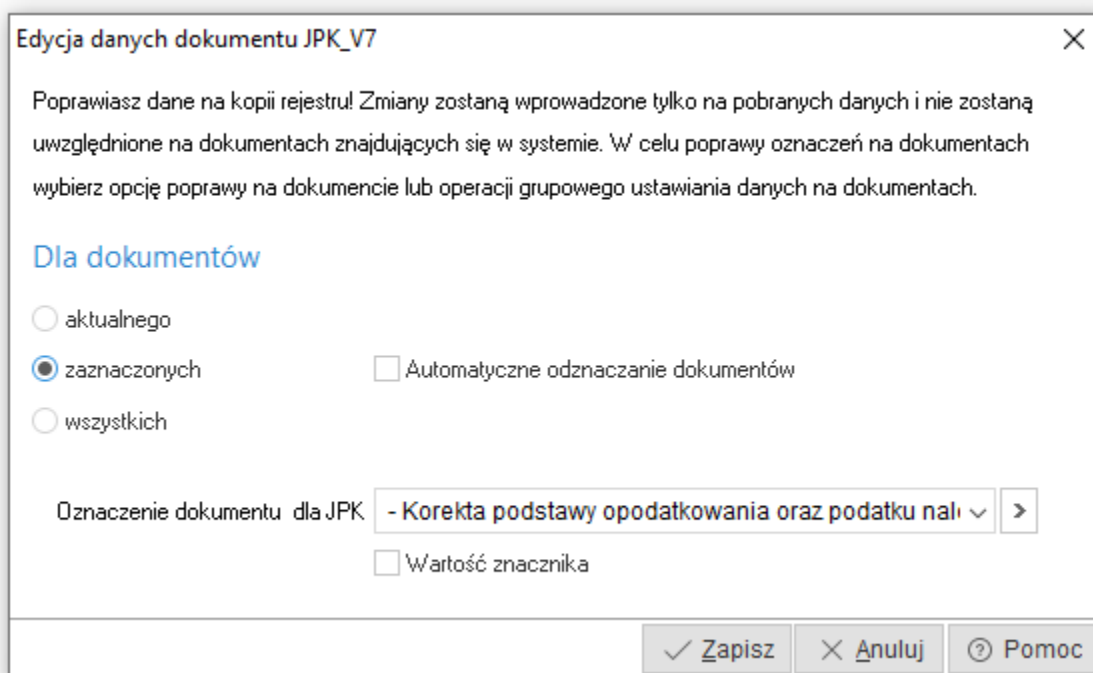 Edycja danych dokumentu JPK_V7
Poprawiasz dane na kopii rejestru! Zmiany zostaną wprowadzone tylko na pobranych danych i nie zostaną
uwzględnione na dokumentach znajdujących się w systemie. W celu poprawy oznaczeń na dokumentach
wybierz opcję poprawy na dokumencie lub operacji grupowego ustawiania danych na dokumentach.
Dla dokumentów
aktualnego
zaznaczonych
Automatyczne odznaczanie dokumentów
wszystkich
Oznaczenie dokumentu dla JPK
- Korekta podstawy opodatkowania oraz podatku
Wartość znacznika
Zapisz
Anuluj
Pomoc